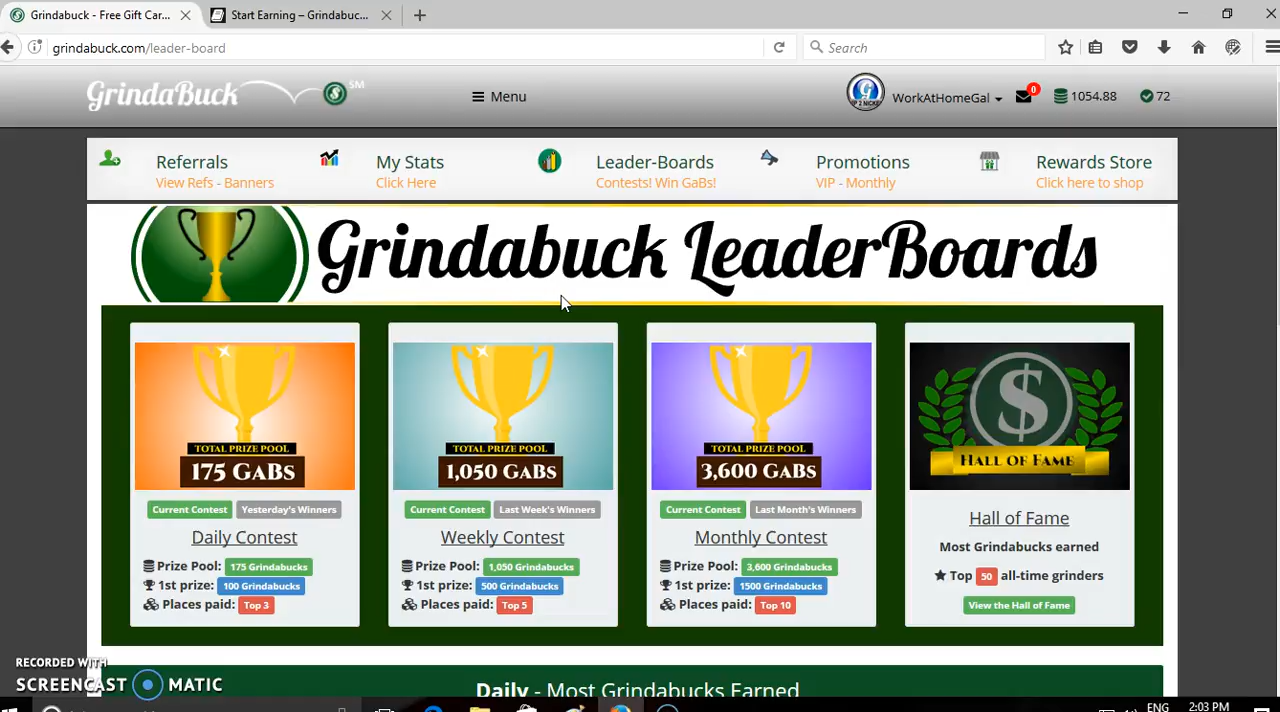 Grindabuck - Free Gift Car...
Start Earning – Grindabuc...
grindabuck.com/leader-board
Search
GrindaBuck SM
Menu
WorkAtHomeGal
0
1054.88
72
Referrals
View Refs - Banners
My Stats
Click Here
Leader-Boards
Contests! Win GaBs!
Promotions
VIP - Monthly
Rewards Store
Click here to shop
Grindabuck LeaderBoards
TOTAL PRIZE POOL
175 GABS
Current Contest Yesterday's Winners
Daily Contest
Prize Pool: 175 Grindabucks
1st prize: 100 Grindabucks
Places paid: Top 3
TOTAL PRIZE POOL
1,050 GABS
Current Contest Last Week's Winners
Weekly Contest
Prize Pool: 1,050 Grindabucks
1st prize: 500 Grindabucks
Places paid: Top 5
TOTAL PRIZE POOL
3,600 GABS
Current Contest Last Month's Winners
Monthly Contest
Prize Pool: 3,600 Grindabucks
1st prize: 1500 Grindabucks
Places paid: Top 10
$
HALL OF FAME
Hall of Fame
Most Grindabucks earned
Top 50 all-time grinders
View the Hall of Fame
Daily - Most Grindabucks Earned
RECORDED WITH
SCREENCAST MATIC
ENG
2:03 PM